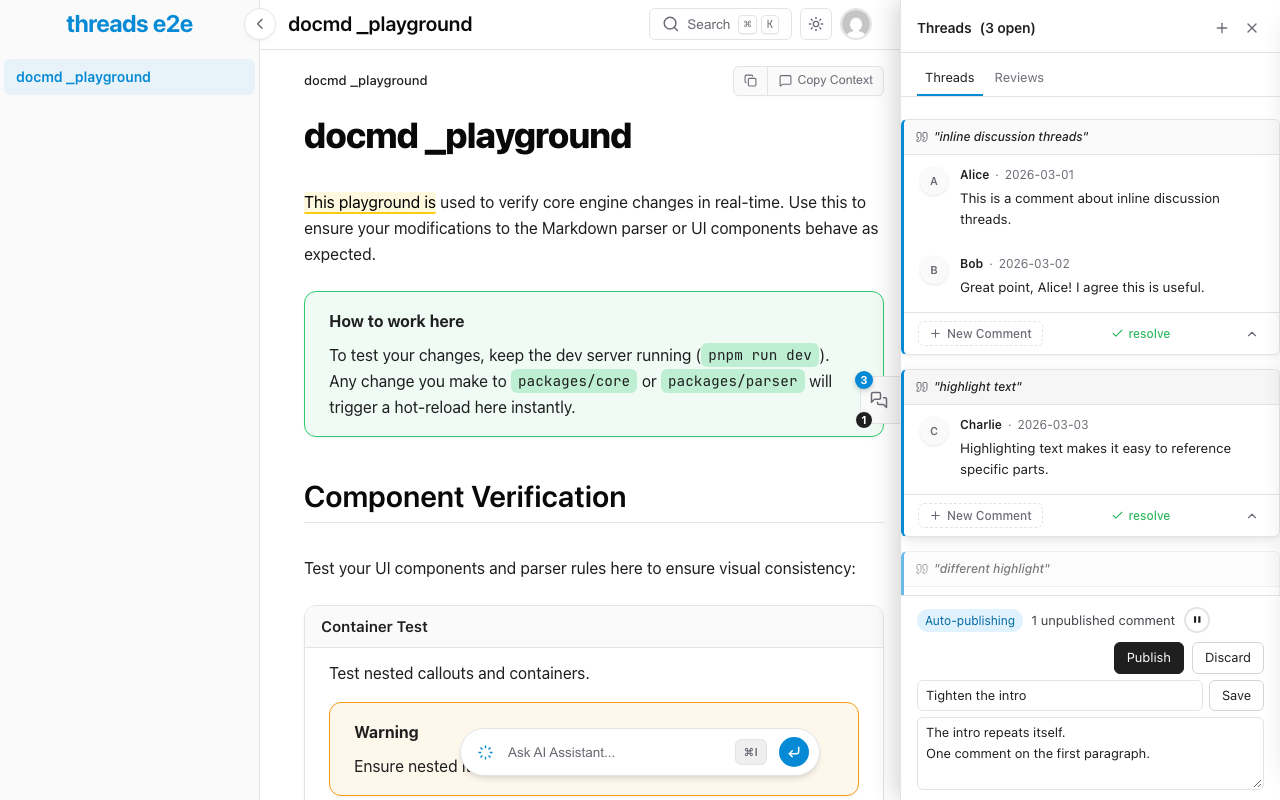 threads e2e
docmd _playground
docmd _playground
Search ⌘ K
docmd _playground
Copy Context
docmd _playground
This playground is used to verify core engine changes in real-time. Use this to
ensure your modifications to the Markdown parser or UI components behave as
expected.
How to work here
To test your changes, keep the dev server running ( pnpm run dev ).
Any change you make to packages/core or packages/parser will
trigger a hot-reload here instantly.
3
1
Component Verification
Test your UI components and parser rules here to ensure visual consistency:
Container Test
Test nested callouts and containers.
Warning
Ensure nested
Ask AI Assistant... ⌘I
Threads (3 open)
Threads Reviews
"inline discussion threads"
A
Alice · 2026-03-01
This is a comment about inline discussion
threads.
B
Bob · 2026-03-02
Great point, Alice! I agree this is useful.
New Comment resolve
"highlight text"
C
Charlie · 2026-03-03
Highlighting text makes it easy to reference
specific parts.
New Comment resolve
"different highlight"
Auto-publishing 1 unpublished comment
Publish Discard
Tighten the intro Save
The intro repeats itself.
One comment on the first paragraph.